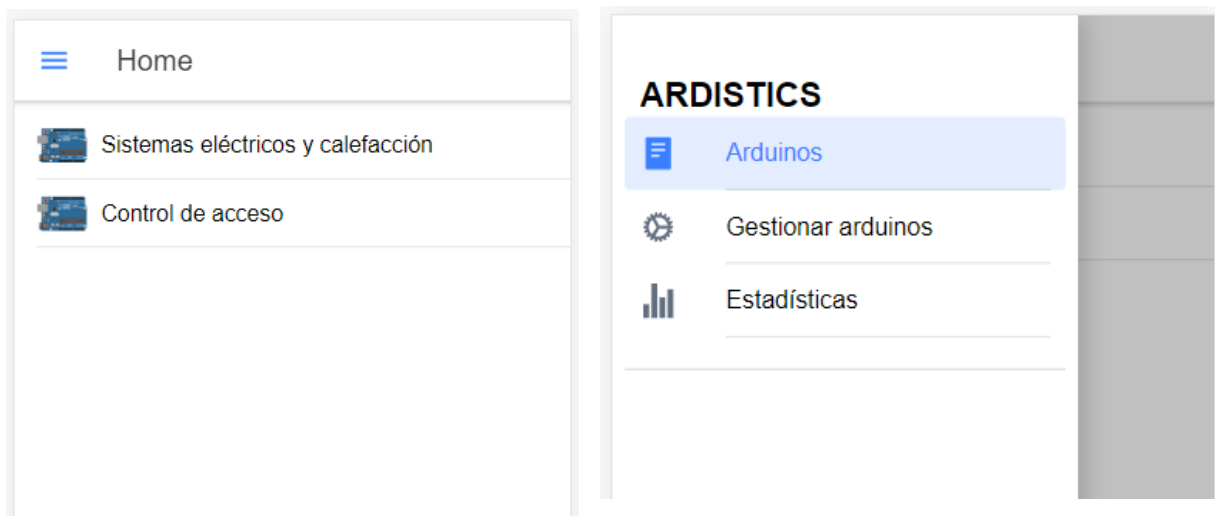 Home
Sistemas eléctricos y calefacción
Control de acceso
ARDISTICS
Arduinos
Gestionar arduinos
Estadísticas